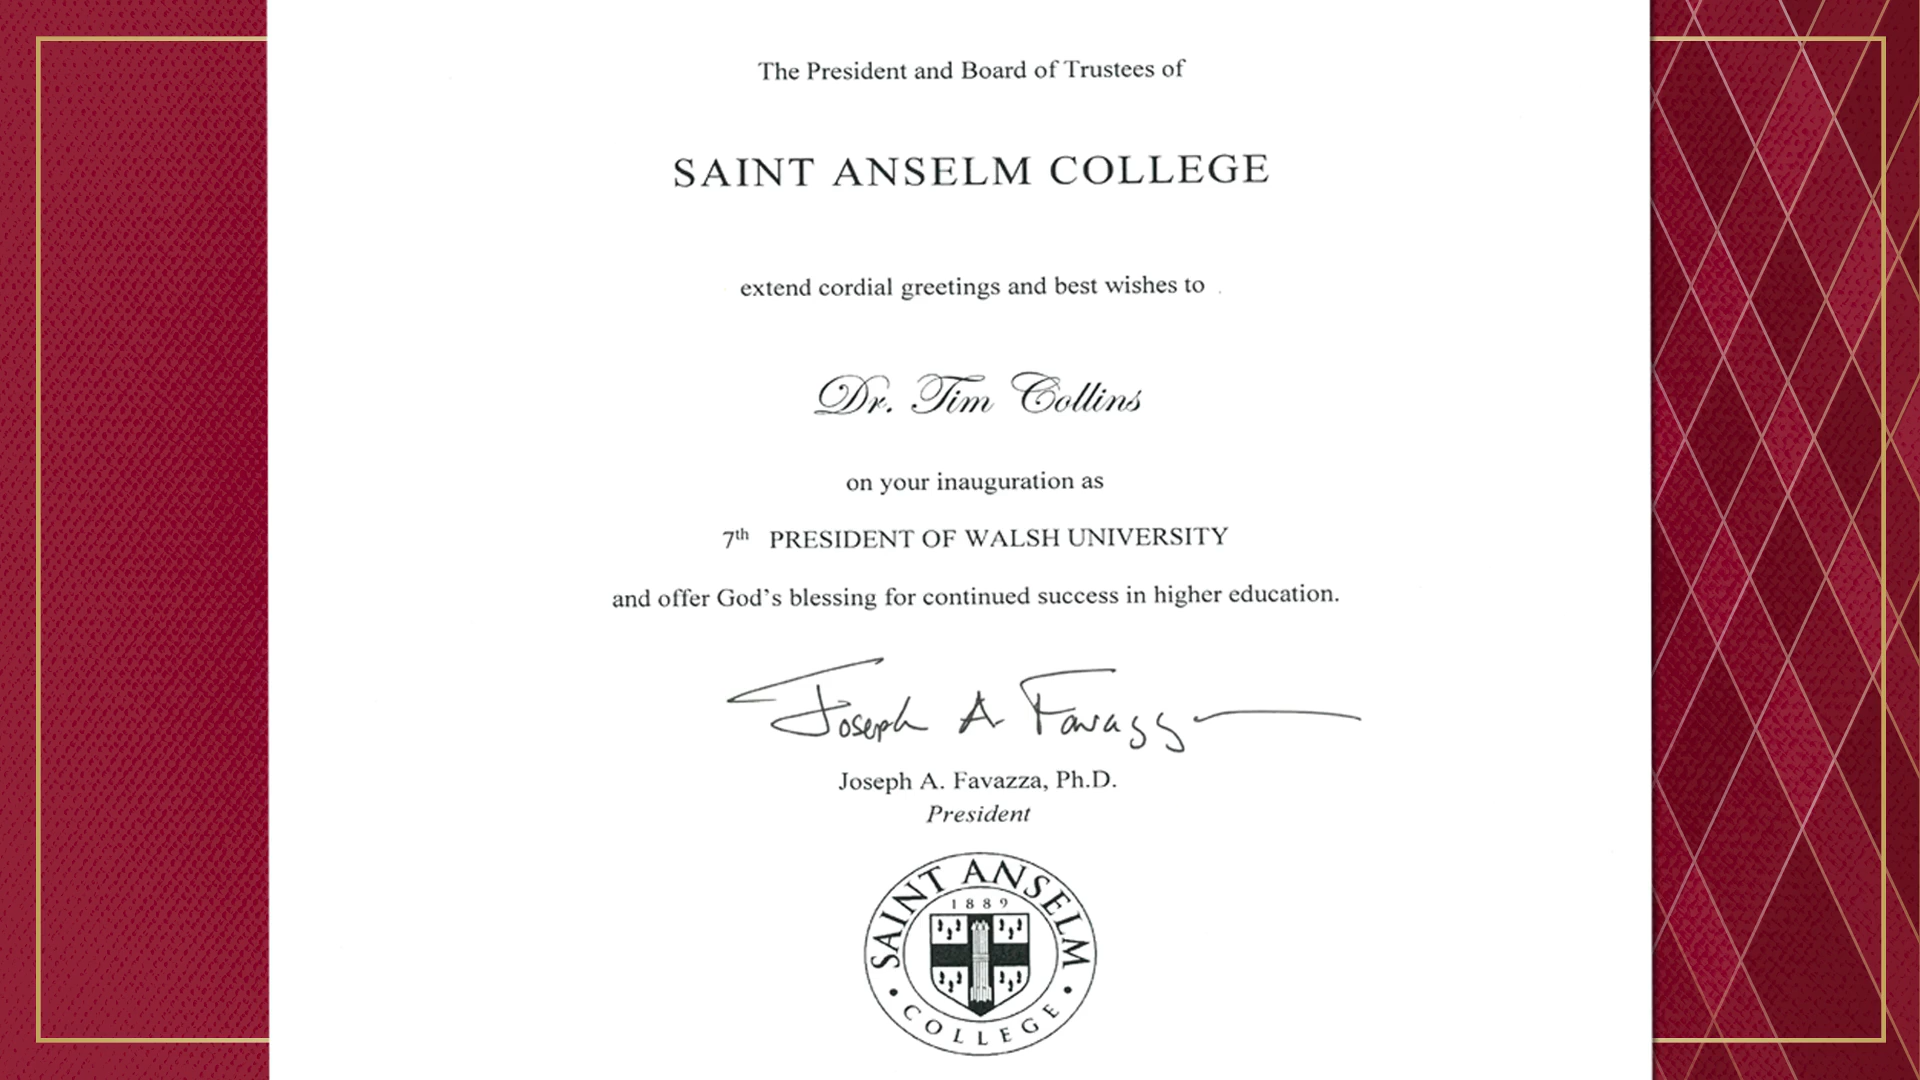 The President and Board of Trustees of
SAINT ANSELM COLLEGE
extend cordial greetings and best wishes to
Dr. Tim Collins
on your inauguration as
7th PRESIDENT OF WALSH UNIVERSITY
and offer God's blessing for continued success in higher education.
Joseph A. Favazza
Joseph A. Favazza, Ph.D.
President
SAINT ANSELM
1889
• COLLEGE •